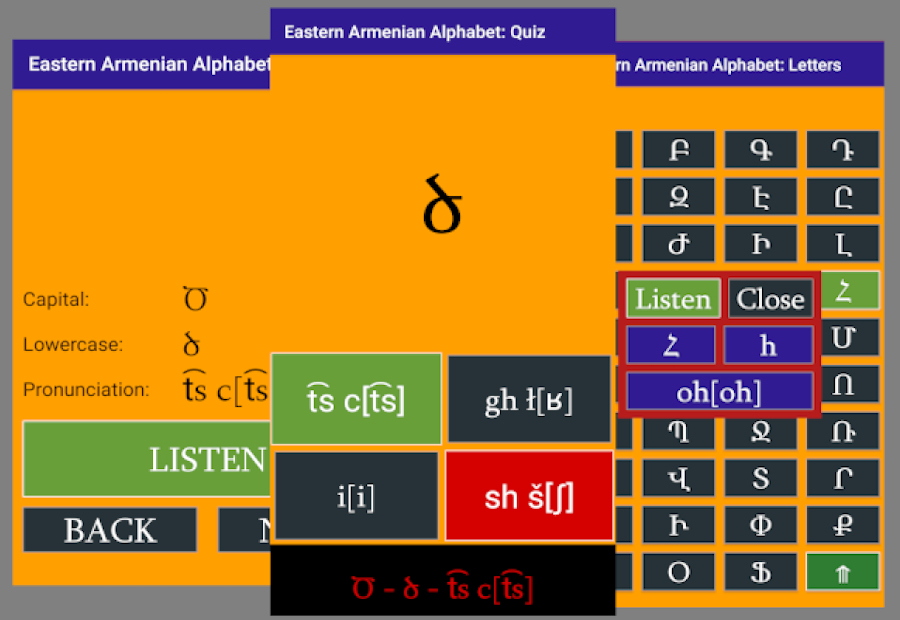 Eastern Armenian Alphabet
Capital: Ծ
Lowercase: ծ
Pronunciation: t͡s c[t͡s
LISTEN
BACK N
Eastern Armenian Alphabet: Quiz
ծ
t͡s c[t͡s] gh ł[ʁ]
i[i] sh š[ʃ]
Ծ - ծ - t͡s c[t͡s]
rn Armenian Alphabet: Letters
Բ Գ Դ
Զ Է Ը
Ժ Ի Լ
Listen Close Հ
Հ հ Մ
oh[oh] Ո
Պ Ջ Ռ
Վ Տ Ր
Ւ Փ Ք
Օ Ֆ ⤊